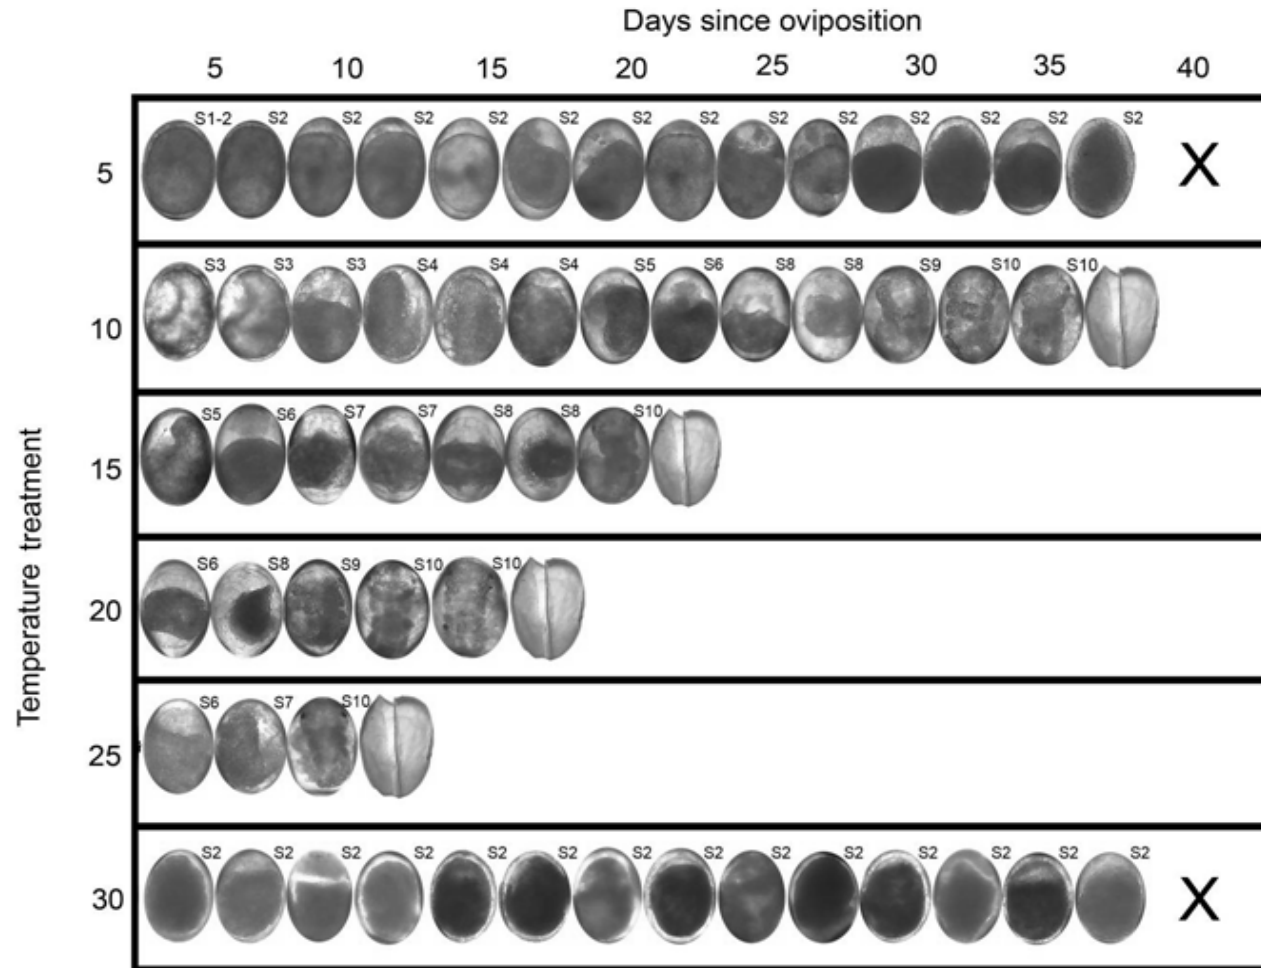 Days since oviposition
5 10 15 20 25 30 35 40
Temperature treatment
5 S1-2 S2 S2 S2 S2 S2 S2 S2 S2 S2 S2 S2 S2 S2 X
10 S3 S3 S3 S4 S4 S4 S5 S6 S8 S8 S9 S10 S10
15 S5 S6 S7 S7 S8 S8 S10
20 S6 S8 S9 S10 S10
25 S6 S7 S10
30 S2 S2 S2 S2 S2 S2 S2 S2 S2 S2 S2 S2 S2 S2 X